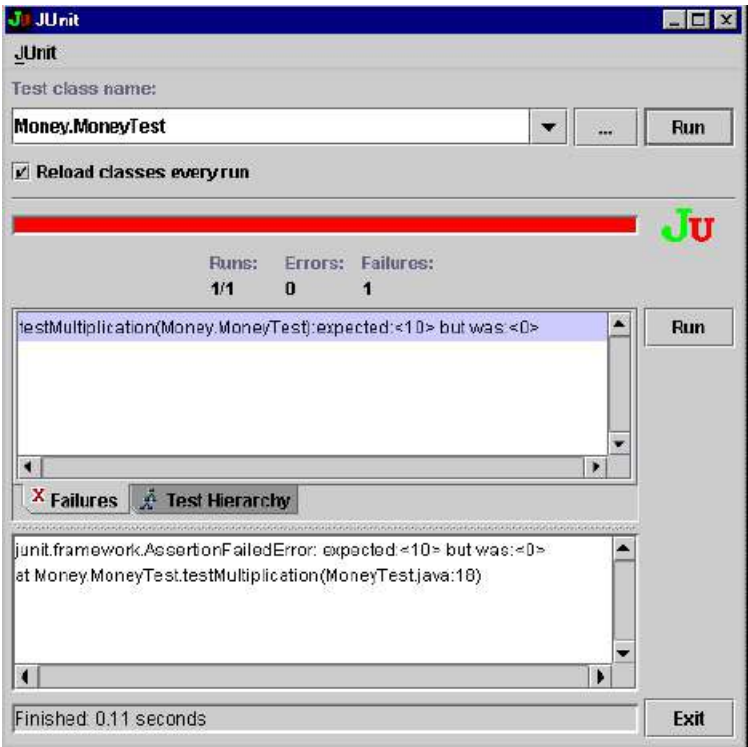 JU JUnit
JUnit
Test class name:
Money.MoneyTest ... Run
Reload classes every run
JU
Runs: Errors: Failures:
1/1 0 1
testMultiplication(Money.MoneyTest):expected:<10> but was:<0> Run
X Failures Test Hierarchy
junit.framework.AssertionFailedError: expected:<10> but was:<0>
at Money.MoneyTest.testMultiplication(MoneyTest.java:18)
Finished: 0.11 seconds Exit